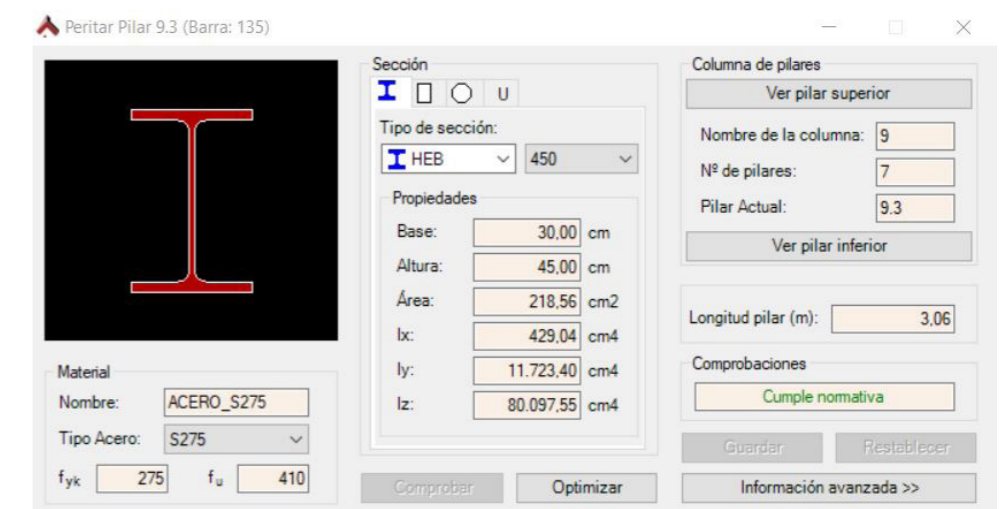 Peritar Pilar 9.3 (Barra: 135)
Sección
U
Tipo de sección:
HEB 450
Propiedades
Base: 30,00 cm
Altura: 45,00 cm
Área: 218,56 cm2
Ix: 429,04 cm4
Iy: 11.723,40 cm4
Iz: 80.097,55 cm4
Material
Nombre: ACERO_S275
Tipo Acero: S275
fyk 275 fu 410
Comprobar Optimizar
Columna de pilares
Ver pilar superior
Nombre de la columna: 9
Nº de pilares: 7
Pilar Actual: 9.3
Ver pilar inferior
Longitud pilar (m): 3,06
Comprobaciones
Cumple normativa
Guardar Restablecer
Información avanzada >>